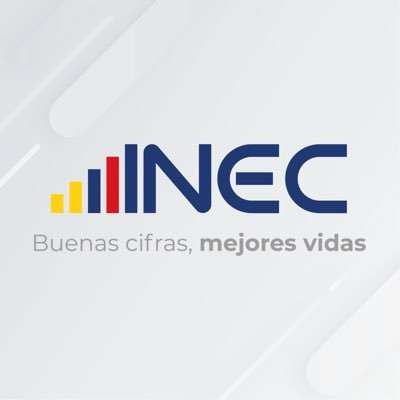 INEC
Buenas cifras, mejores vidas